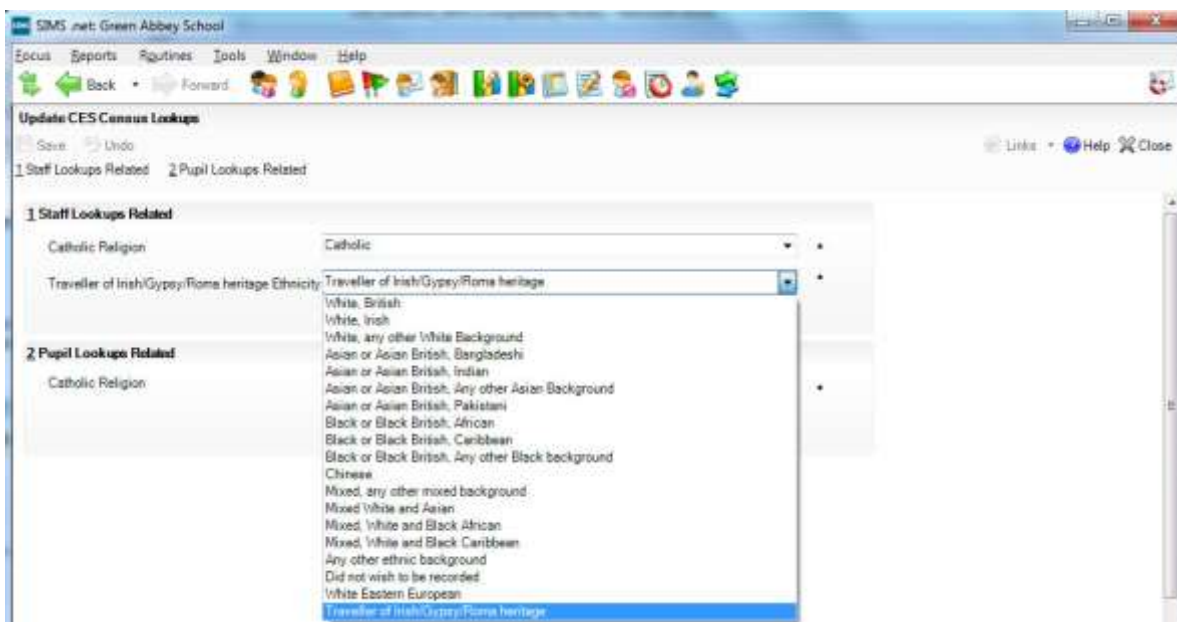 SIMS .net: Green Abbey School
Focus Reports Routines Tools Window Help
Back Forward
Update CES Census Lookups
Save Undo Links Help Close
1 Staff Lookups Related 2 Pupil Lookups Related
1 Staff Lookups Related
Catholic Religion Catholic
Traveller of Irish/Gypsy/Roma heritage Ethnicity Traveller of Irish/Gypsy/Roma heritage
White, British
White, Irish
White, any other White Background
2 Pupil Lookups Related
Asian or Asian British, Bangladeshi
Asian or Asian British, Indian
Catholic Religion
Asian or Asian British, Any other Asian Background
Asian or Asian British, Pakistani
Black or Black British, African
Black or Black British, Caribbean
Black or Black British, Any other Black background
Chinese
Mixed, any other mixed background
Mixed White and Asian
Mixed, White and Black African
Mixed, White and Black Caribbean
Any other ethnic background
Did not wish to be recorded
White Eastern European
Traveller of Irish/Gypsy/Roma heritage